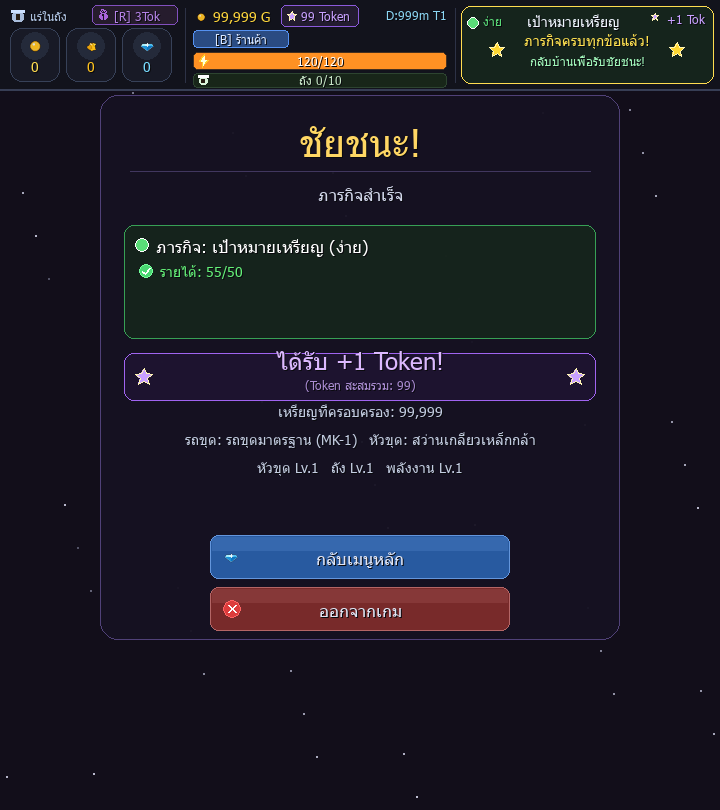 แร่ในถัง
[R] 3Tok
0
0
0
99,999 G
99 Token
D:999m T1
[B] ร้านค้า
120/120
ถัง 0/10
ง่าย
เป้าหมายเหรียญ
+1 Tok
ภารกิจครบทุกข้อแล้ว!
กลับบ้านเพื่อรับชัยชนะ!
ชัยชนะ!
ภารกิจสำเร็จ
ภารกิจ: เป้าหมายเหรียญ (ง่าย)
รายได้: 55/50
ได้รับ +1 Token!
(Token สะสมรวม: 99)
เหรียญที่ครอบครอง: 99,999
รถขุด: รถขุดมาตรฐาน (MK-1) หัวขุด: สว่านเกลียวเหล็กกล้า
หัวขุด Lv.1 ถัง Lv.1 พลังงาน Lv.1
กลับเมนูหลัก
ออกจากเกม